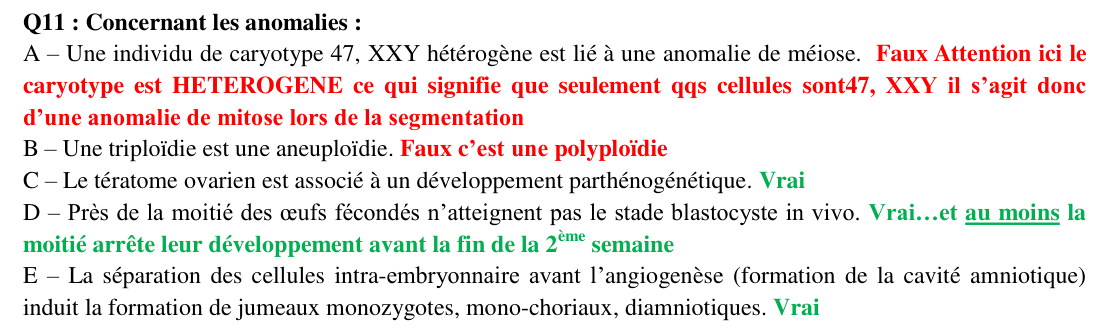 Q11 : Concernant les anomalies :
A – Une individu de caryotype 47, XXY hétérogène est lié à une anomalie de méiose. Faux Attention ici le
caryotype est HETEROGENE ce qui signifie que seulement qqs cellules sont47, XXY il s’agit donc
d’une anomalie de mitose lors de la segmentation
B – Une triploïdie est une aneuploïdie. Faux c’est une polyploïdie
C – Le tératome ovarien est associé à un développement parthénogénétique. Vrai
D – Près de la moitié des œufs fécondés n’atteignent pas le stade blastocyste in vivo. Vrai…et au moins la
moitié arrête leur développement avant la fin de la 2ème semaine
E – La séparation des cellules intra-embryonnaire avant l’angiogenèse (formation de la cavité amniotique)
induit la formation de jumeaux monozygotes, mono-choriaux, diamniotiques. Vrai